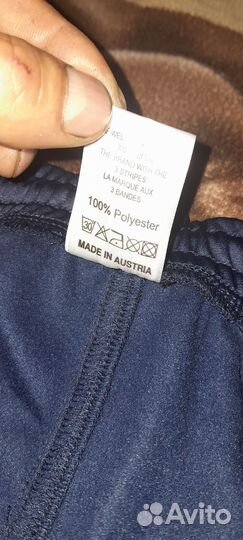 THE BRAND WITH THE
3 STRIPES
LA MARQUE AUX
3 BANDES
100% Polyester
30
MADE IN AUSTRIA
Avito